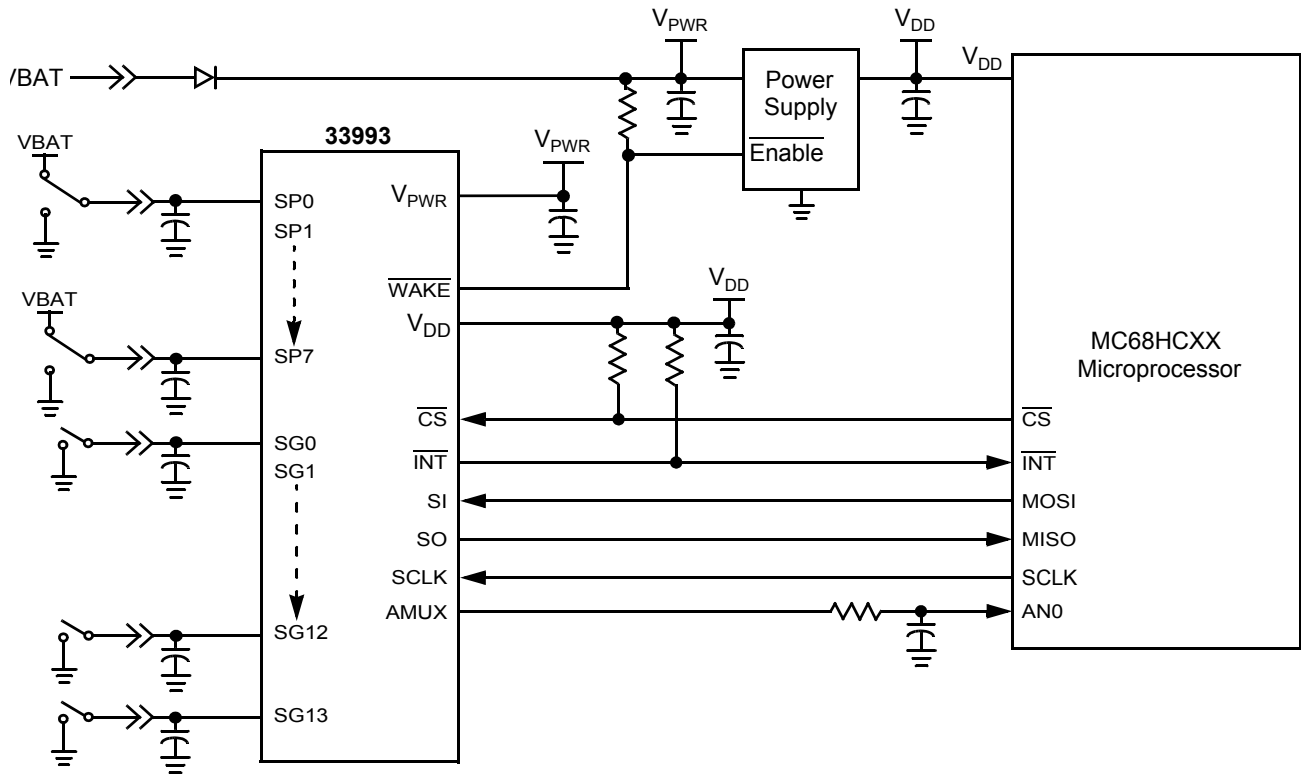 VPWR
VDD
VDD
/BAT
Power
Supply
Enable
33993
VBAT
VPWR
VPWR
SP0
SP1
WAKE
VDD
VDD
VBAT
SP7
MC68HCXX
Microprocessor
CS
CS
SG0
SG1
INT
INT
SI
MOSI
SO
MISO
SCLK
SCLK
AMUX
AN0
SG12
SG13